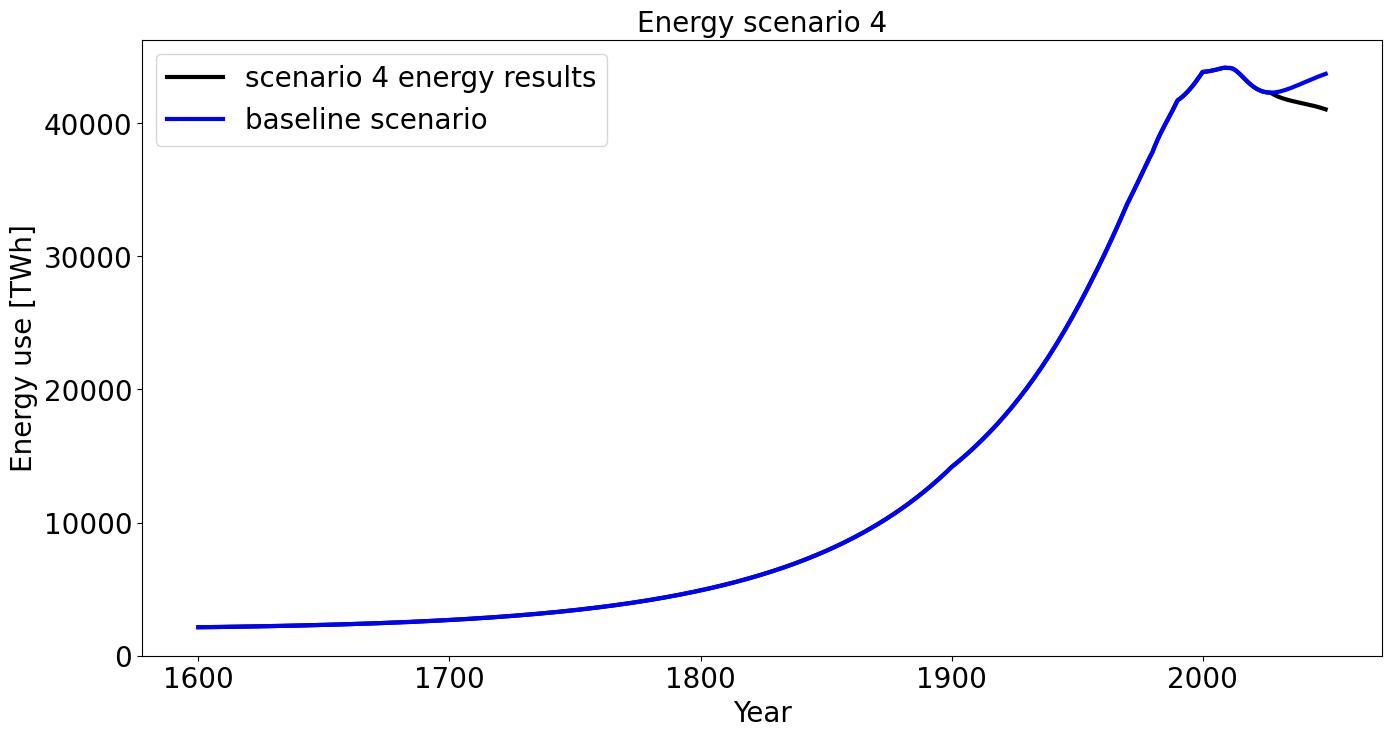 Energy scenario 4
scenario 4 energy results
baseline scenario
Energy use [TWh]
40000
30000
20000
10000
0
1600 1700 1800 1900 2000
Year